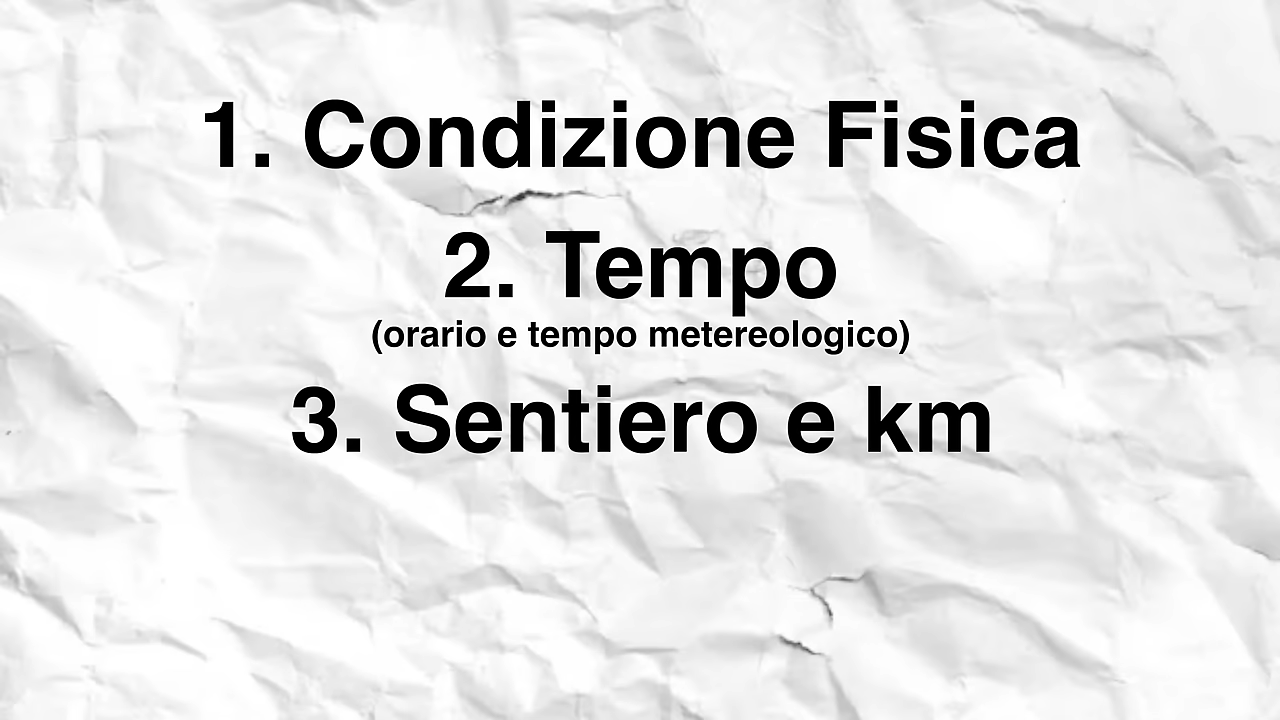 1. Condizione Fisica
2. Tempo
(orario e tempo metereologico)
3. Sentiero e km